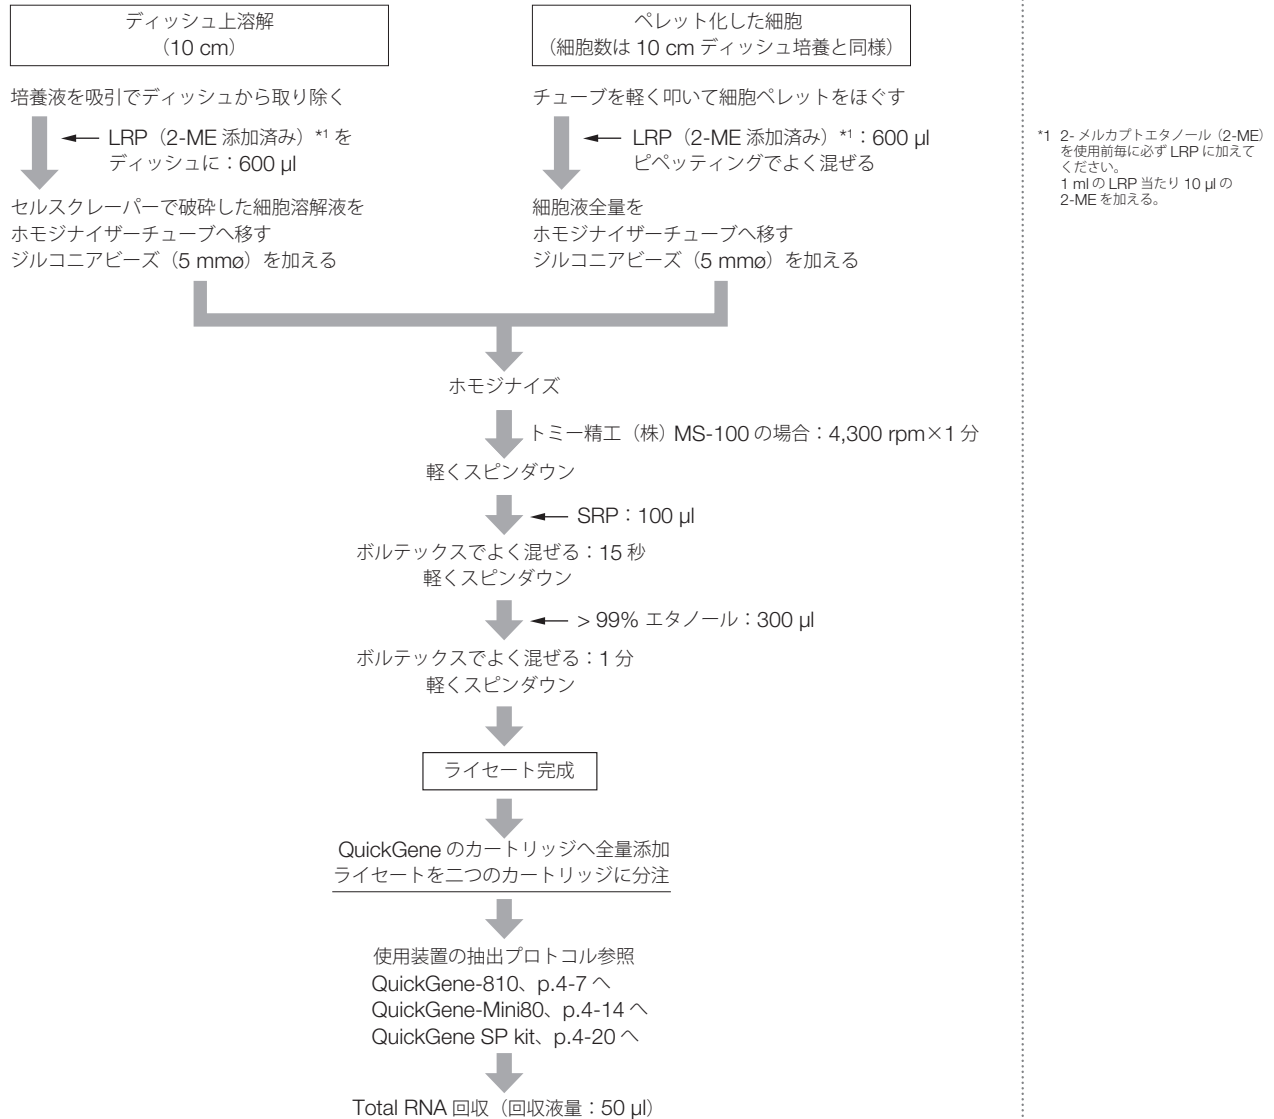 ディッシュ上溶解
（10 cm）
培養液を吸引でディッシュから取り除く
LRP（2-ME 添加済み）*1 を
ディッシュに：600 µl
セルスクレーパーで破砕した細胞溶解液を
ホモジナイザーチューブへ移す
ジルコニアビーズ（5 mmø）を加える
ペレット化した細胞
（細胞数は 10 cm ディッシュ培養と同様）
チューブを軽く叩いて細胞ペレットをほぐす
LRP（2-ME 添加済み）*1：600 µl
ピペッティングでよく混ぜる
細胞液全量を
ホモジナイザーチューブへ移す
ジルコニアビーズ（5 mmø）を加える
*1 2- メルカプトエタノール（2-ME）
を使用前毎に必ず LRP に加えて
ください。
1 ml の LRP 当たり 10 µl の
2-ME を加える。
ホモジナイズ
トミー精工（株）MS-100 の場合：4,300 rpm×1 分
軽くスピンダウン
SRP：100 µl
ボルテックスでよく混ぜる：15 秒
軽くスピンダウン
> 99% エタノール：300 µl
ボルテックスでよく混ぜる：1 分
軽くスピンダウン
ライセート完成
QuickGene のカートリッジへ全量添加
ライセートを二つのカートリッジに分注
使用装置の抽出プロトコル参照
QuickGene-810、p.4-7 へ
QuickGene-Mini80、p.4-14 へ
QuickGene SP kit、p.4-20 へ
Total RNA 回収（回収液量：50 µl）